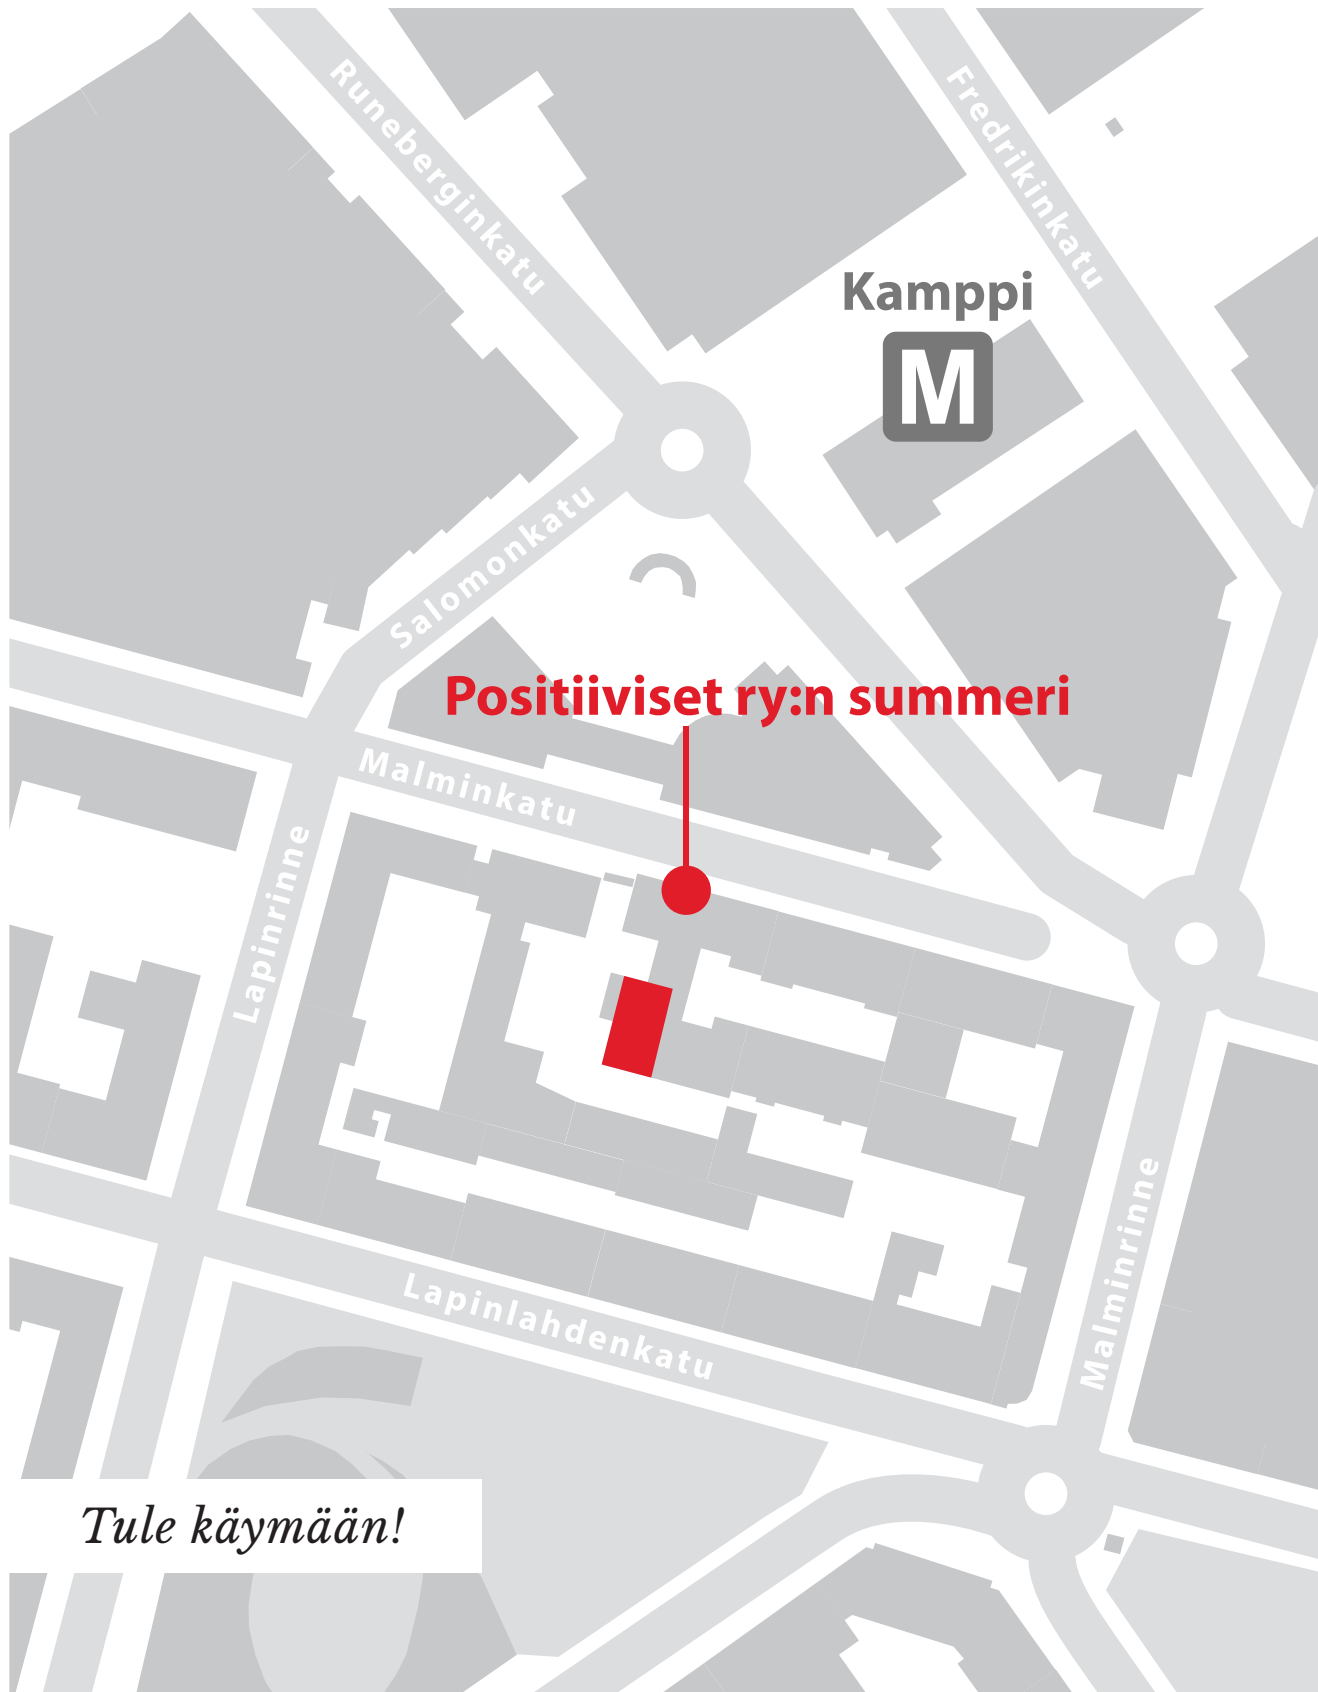 Runeberginkatu
Fredrikinkatu
Kamppi
M
Salomonkatu
Positiiviset ry:n summeri
Malminkatu
Lapinrinne
Malminrinne
Lapinlahdenkatu
Tule käymään!